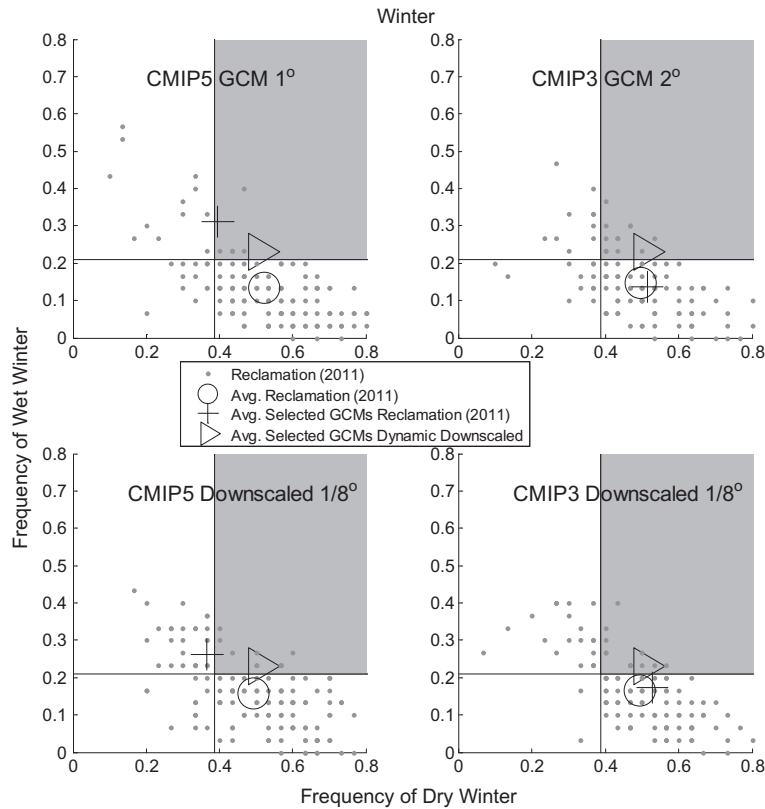 Winter
CMIP5 GCM 1°
0.8
0.7
0.6
0.5
0.4
0.3
0.2
0.1
0
0 0.2 0.4 0.6 0.8
CMIP3 GCM 2°
0.8
0.7
0.6
0.5
0.4
0.3
0.2
0.1
0
0 0.2 0.4 0.6 0.8
Reclamation (2011)
Avg. Reclamation (2011)
Avg. Selected GCMs Reclamation (2011)
Avg. Selected GCMs Dynamic Downscaled
Frequency of Wet Winter
CMIP5 Downscaled 1/8°
0.8
0.7
0.6
0.5
0.4
0.3
0.2
0.1
0
0 0.2 0.4 0.6 0.8
CMIP3 Downscaled 1/8°
0.8
0.7
0.6
0.5
0.4
0.3
0.2
0.1
0
0 0.2 0.4 0.6 0.8
Frequency of Dry Winter